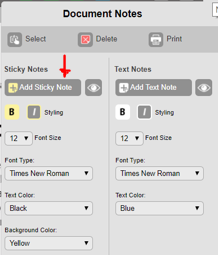 Document Notes
Select
Delete
Print
Sticky Notes
Text Notes
Add Sticky Note
Add Text Note
B
I
Styling
B
I
Styling
12
Font Size
12
Font Size
Font Type:
Font Type:
Times New Roman
Times New Roman
Text Color:
Text Color:
Black
Blue
Background Color:
Yellow